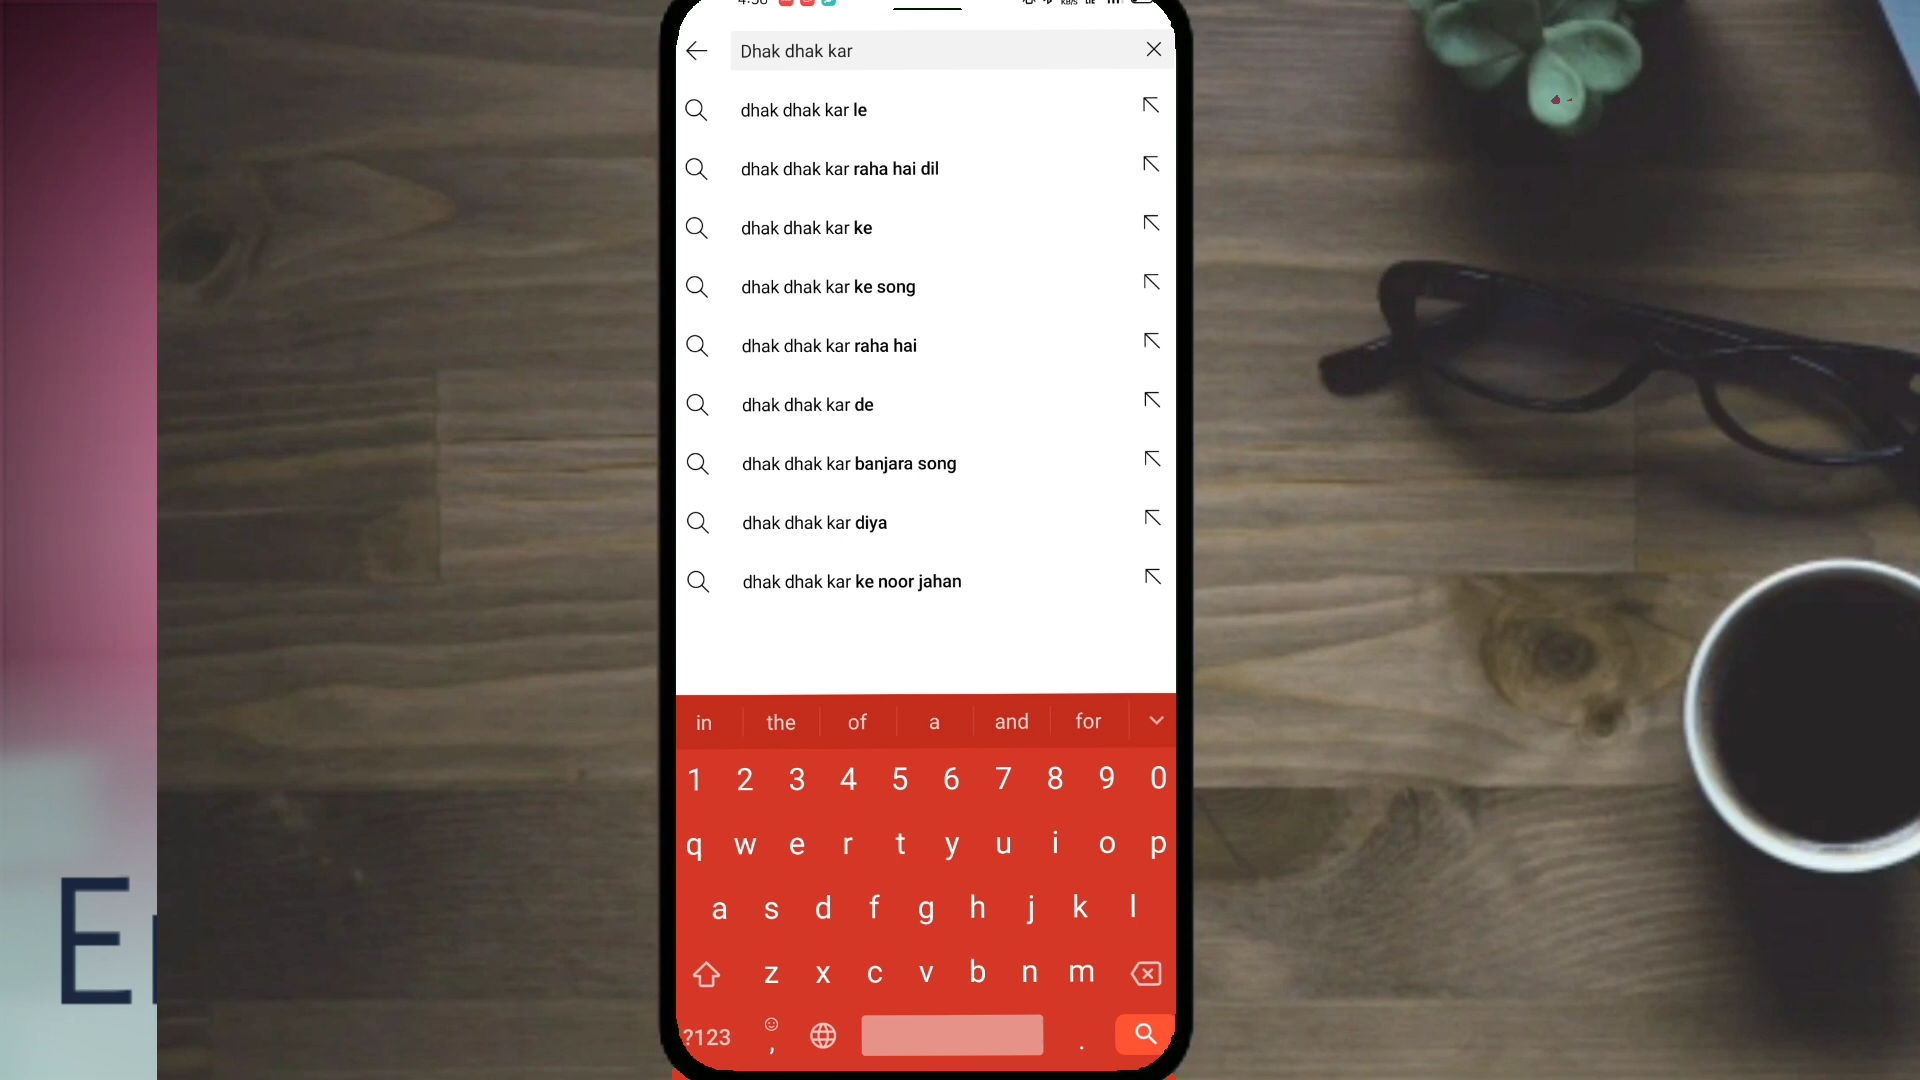 Dhak dhak kar
dhak dhak kar le
dhak dhak kar raha hai dil
dhak dhak kar ke
dhak dhak kar ke song
dhak dhak kar raha hai
dhak dhak kar de
dhak dhak kar banjara song
dhak dhak kar diya
dhak dhak kar ke noor jahan
in the of a and for
1 2 3 4 5 6 7 8 9 0
q w e r t y u i o p
a s d f g h j k l
z x c v b n m
?123 , .
E